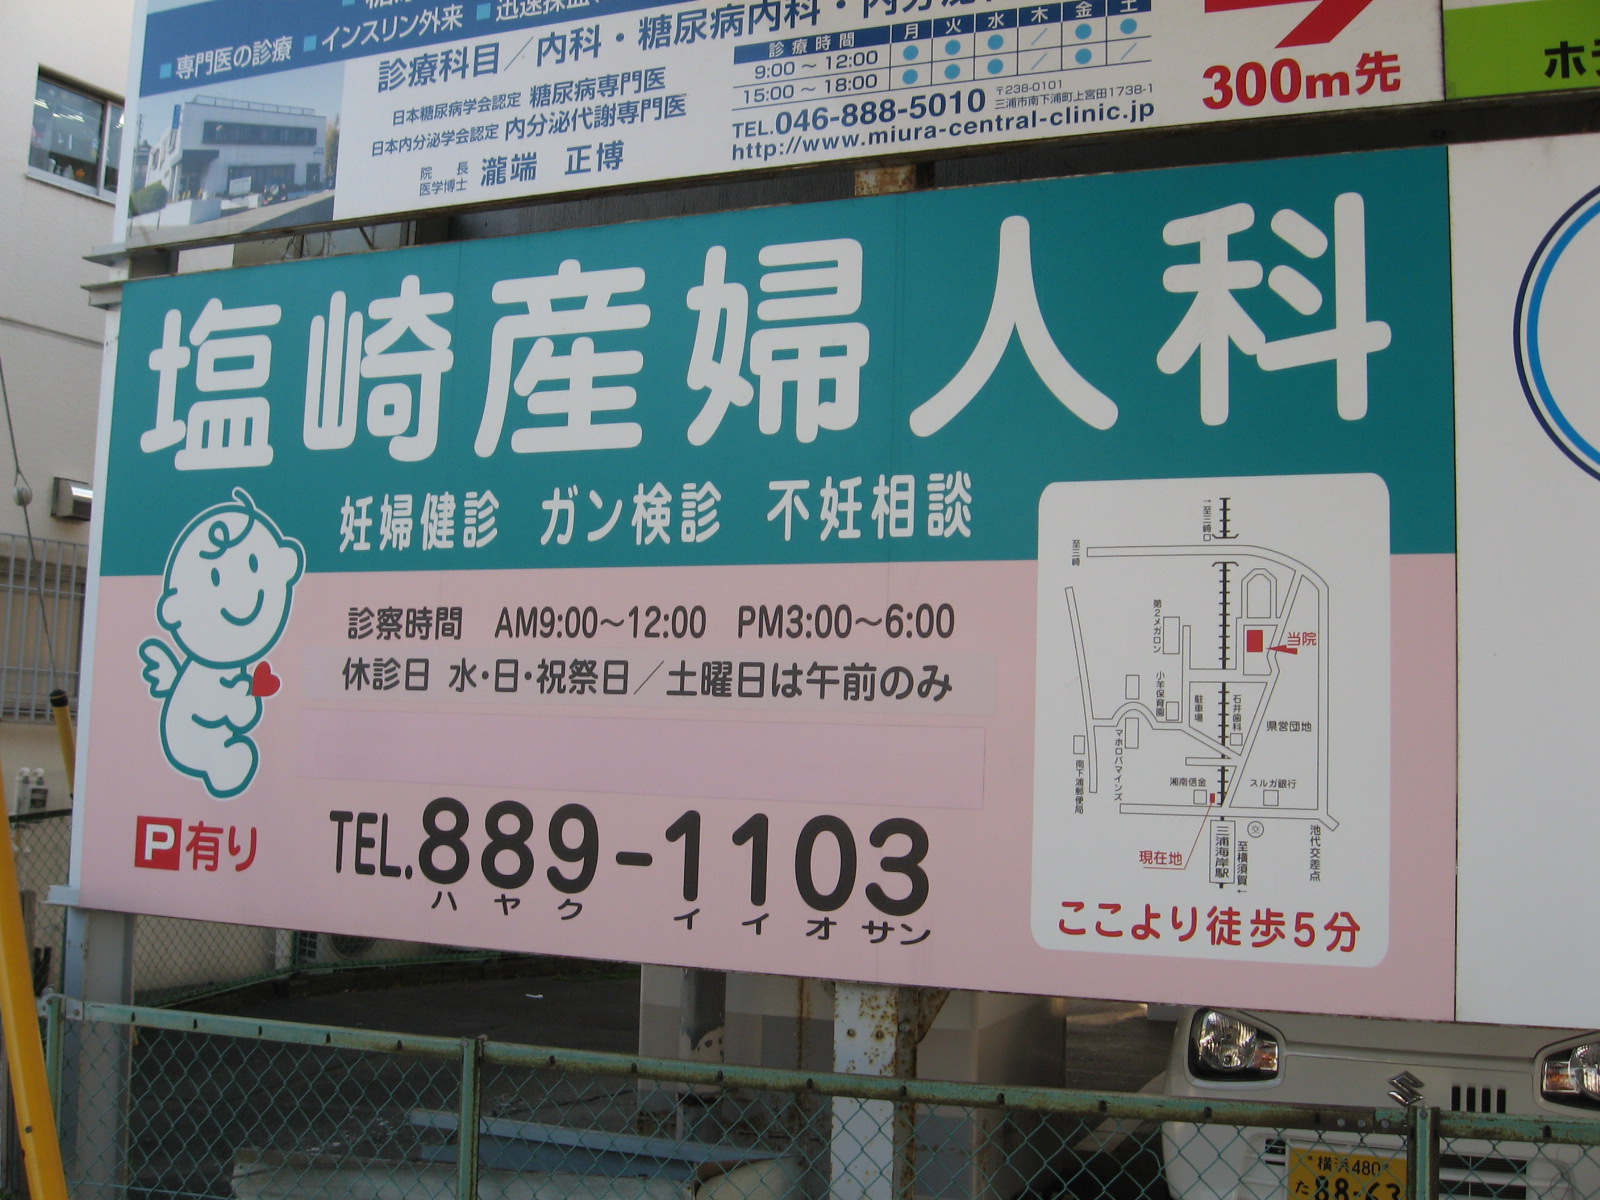 専門医の診療 インスリン外来
診療科目／内科・糖尿病内科・内分泌
日本糖尿病学会認定 糖尿病専門医
日本内分泌学会認定 内分泌代謝専門医
院長
医学博士 瀧端 正博
診療時間 月 火 水 木 金 土
9:00～12:00 ● ● ● ／ ● ●
15:00～18:00 ● ● ● ／ ● ／
TEL.046-888-5010
〒238-0101
三浦市南下浦町上宮田1738-1
http://www.miura-central-clinic.jp
300m先
ホテ
塩崎産婦人科
妊婦健診 ガン検診 不妊相談
診察時間 AM9:00～12:00 PM3:00～6:00
休診日 水・日・祝祭日／土曜日は午前のみ
P有り
TEL.889-1103
ハヤク イイオサン
↑至三崎口
至三崎
第2メガロン
当院
小羊保育園
駐車場
石井歯科
県営団地
マホロバマインズ
南下浦郵便局
湘南信金
スルガ銀行
現在地
三浦海岸駅
交
至横須賀↓
池代交差点
ここより徒歩5分
横浜480
た 88-63